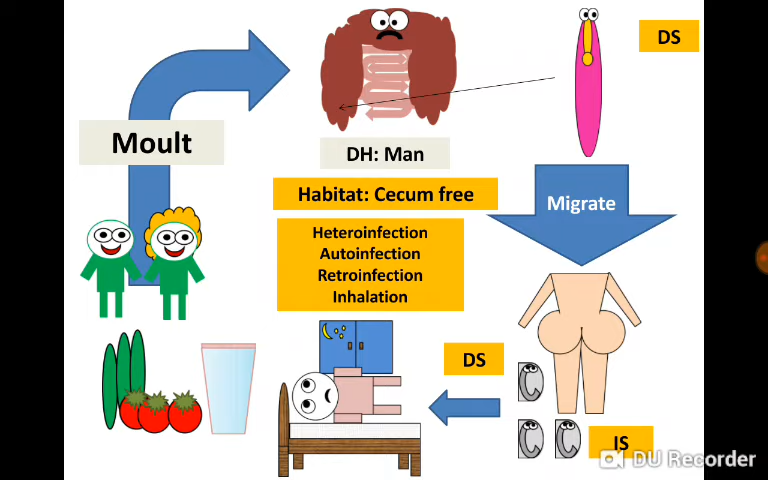 DS
Moult
DH: Man
Habitat: Cecum free
Migrate
Heteroinfection
Autoinfection
Retroinfection
Inhalation
DS
IS
DU Recorder